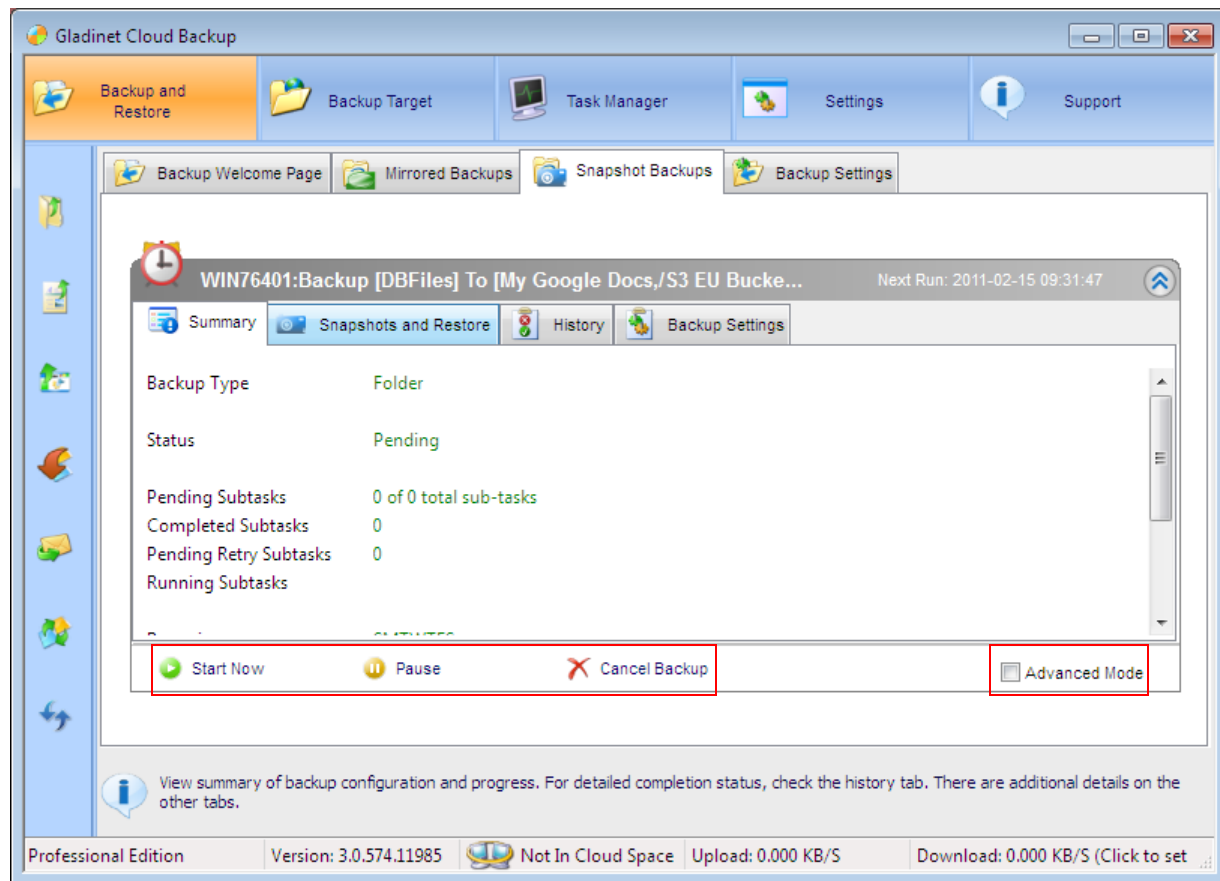 Gladinet Cloud Backup
Backup and
Restore
Backup Target
Task Manager
Settings
Support
Backup Welcome Page
Mirrored Backups
Snapshot Backups
Backup Settings
WIN76401:Backup [DBFiles] To [My Google Docs,/S3 EU Bucke...
Next Run: 2011-02-15 09:31:47
Summary
Snapshots and Restore
History
Backup Settings
Backup Type Folder
Status Pending
Pending Subtasks 0 of 0 total sub-tasks
Completed Subtasks 0
Pending Retry Subtasks 0
Running Subtasks
Start Now
Pause
Cancel Backup
Advanced Mode
View summary of backup configuration and progress. For detailed completion status, check the history tab. There are additional details on the
other tabs.
Professional Edition
Version: 3.0.574.11985
Not In Cloud Space
Upload: 0.000 KB/S
Download: 0.000 KB/S (Click to set